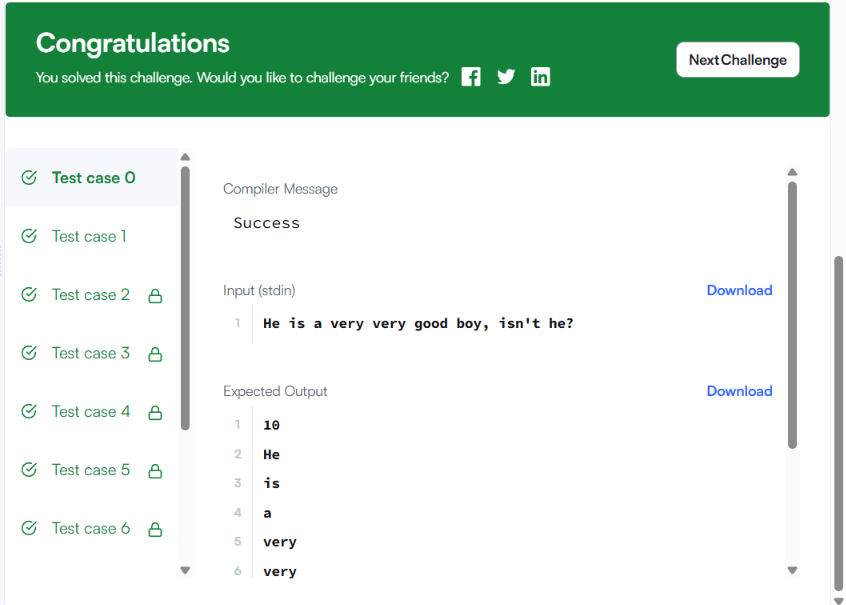 Congratulations
You solved this challenge. Would you like to challenge your friends?
Next Challenge
Test case 0
Test case 1
Test case 2
Test case 3
Test case 4
Test case 5
Test case 6
Compiler Message
Success
Input (stdin)
Download
1 He is a very very good boy, isn't he?
Expected Output
Download
1 10
2 He
3 is
4 a
5 very
6 very